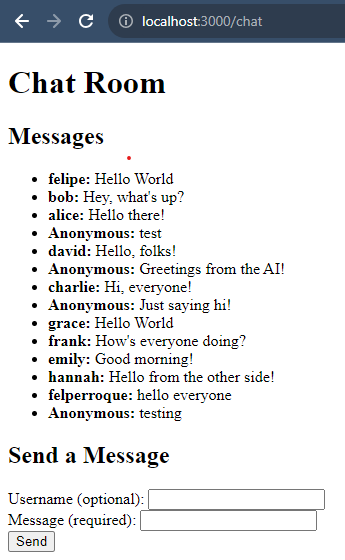 localhost:3000/chat
Chat Room
Messages
felipe: Hello World
bob: Hey, what's up?
alice: Hello there!
Anonymous: test
david: Hello, folks!
Anonymous: Greetings from the AI!
charlie: Hi, everyone!
Anonymous: Just saying hi!
grace: Hello World
frank: How's everyone doing?
emily: Good morning!
hannah: Hello from the other side!
felperroque: hello everyone
Anonymous: testing
Send a Message
Username (optional):
Message (required):
Send